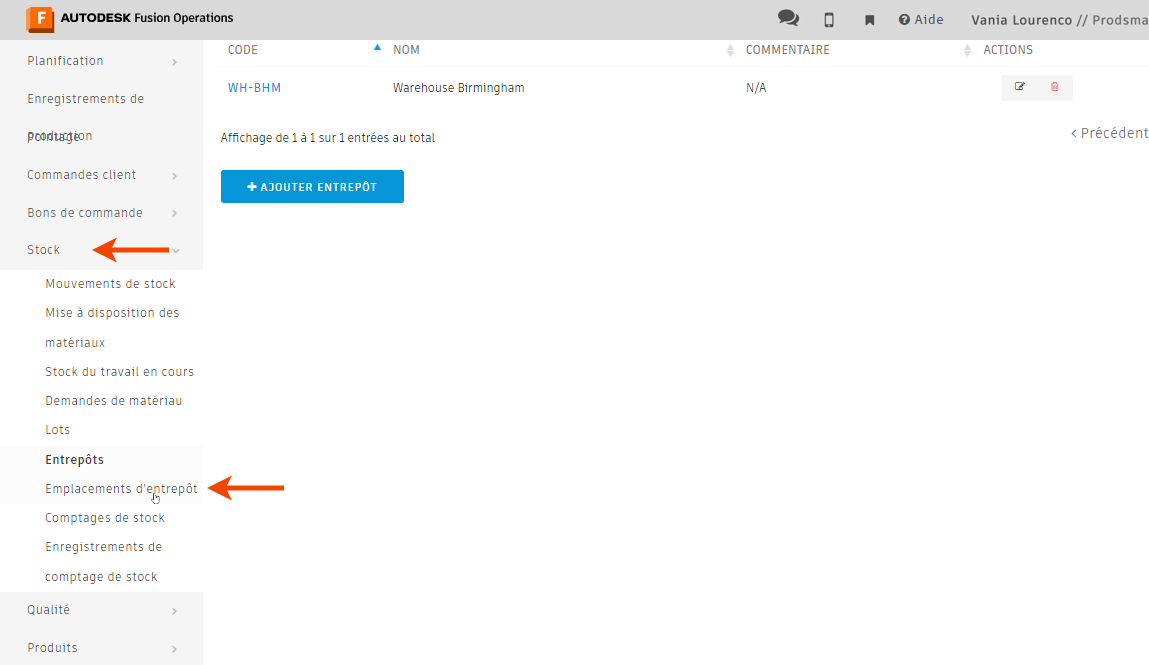 F AUTODESK Fusion Operations
Aide
Vania Lourenco // Prodsma
Planification
Enregistrements de
production
Pointage
Commandes client
Bons de commande
Stock
Mouvements de stock
Mise à disposition des
matériaux
Stock du travail en cours
Demandes de matériau
Lots
Entrepôts
Emplacements d'entrepôt
Comptages de stock
Enregistrements de
comptage de stock
Qualité
Produits
CODE NOM COMMENTAIRE ACTIONS
WH-BHM Warehouse Birmingham N/A
Affichage de 1 à 1 sur 1 entrées au total
< Précédent
+ AJOUTER ENTREPÔT